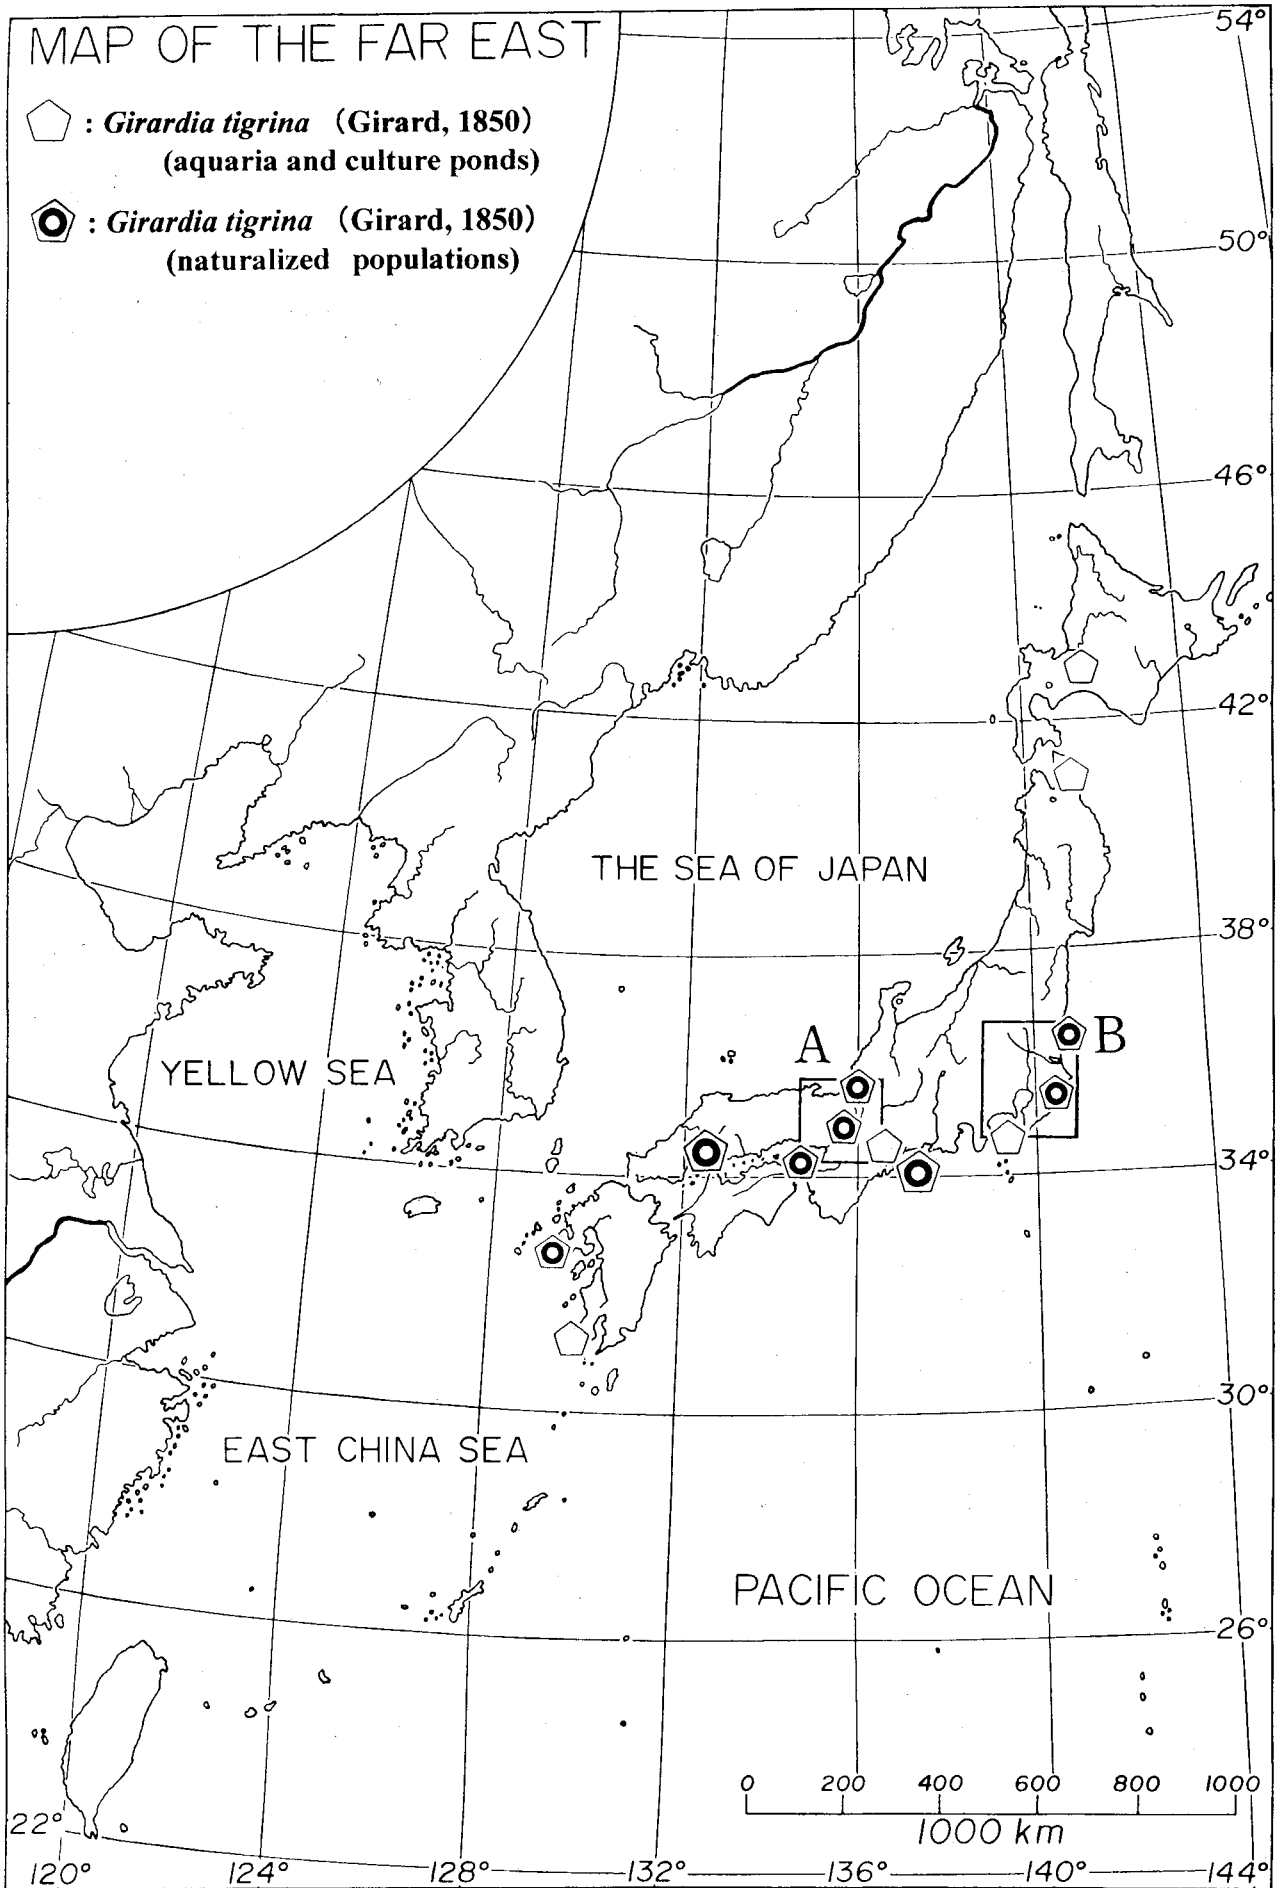 MAP OF THE FAR EAST
: Girardia tigrina (Girard, 1850)
(aquaria and culture ponds)
: Girardia tigrina (Girard, 1850)
(naturalized populations)
54°
50°
46°
42°
THE SEA OF JAPAN
38°
A
B
YELLOW SEA
34°
30°
EAST CHINA SEA
PACIFIC OCEAN
26°
0 200 400 600 800 1000
1000 km
22°
120° 124° 128° 132° 136° 140° 144°